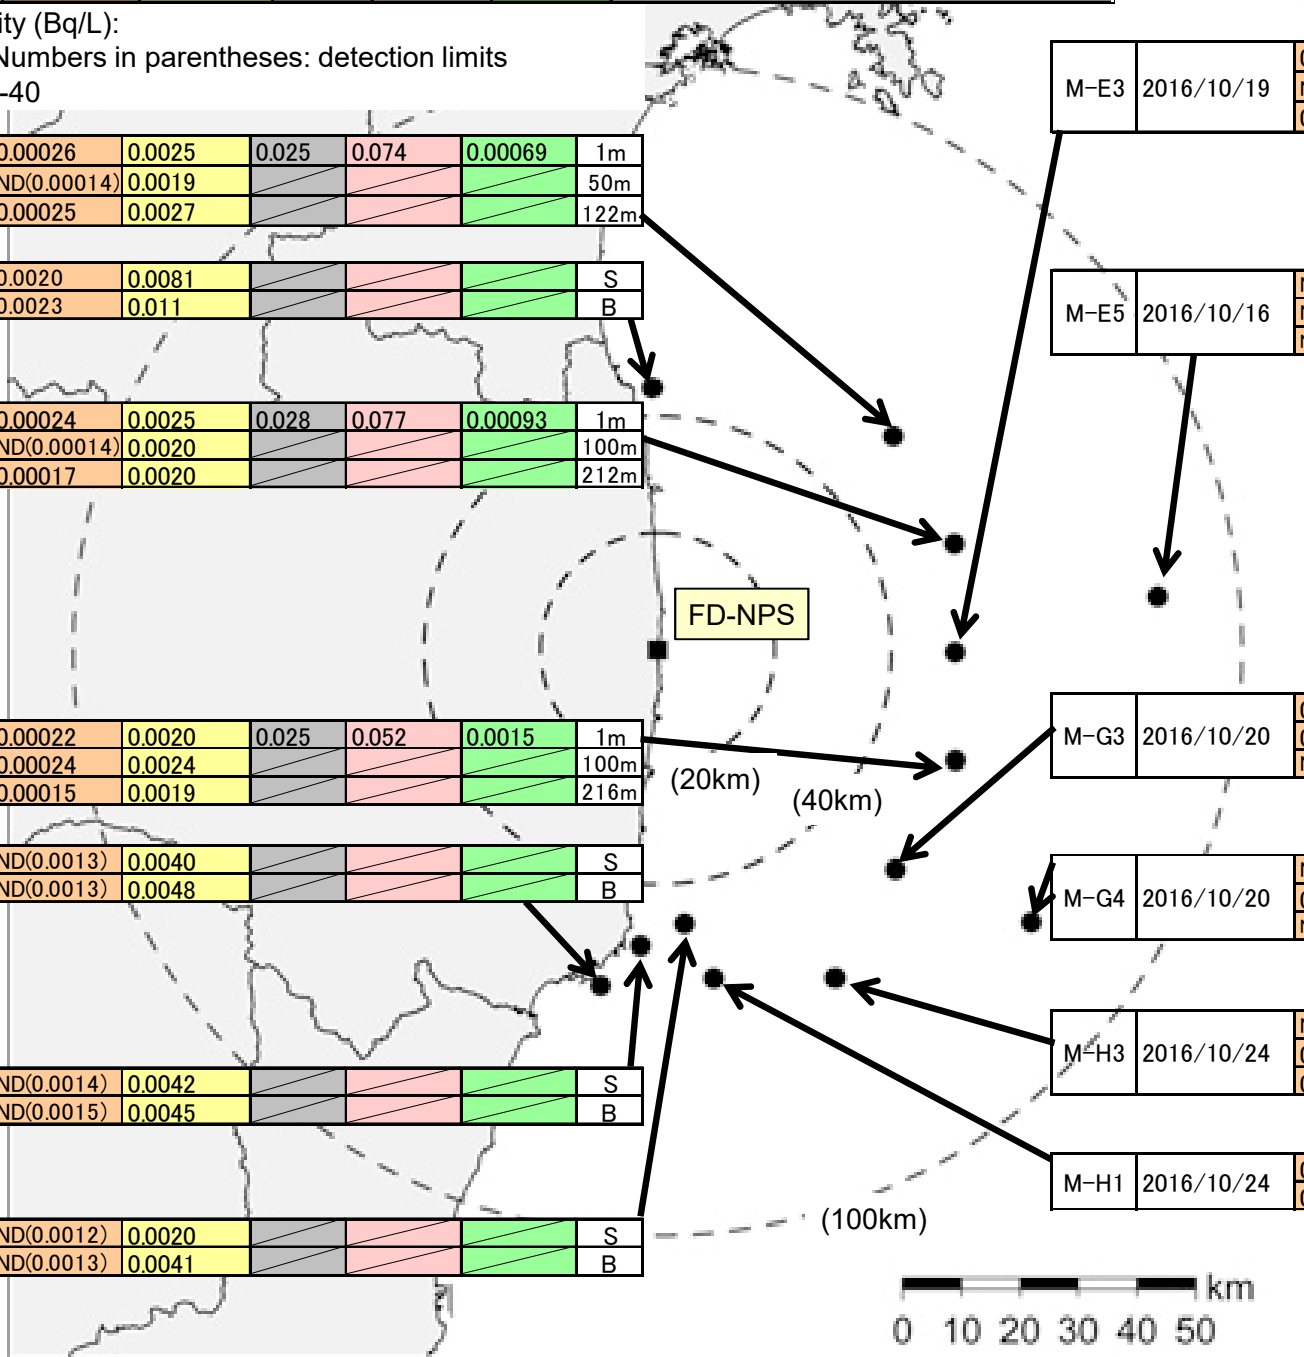 ity (Bq/L):
Numbers in parentheses: detection limits
-40
0.00026 0.0025 0.025 0.074 0.00069 1m
ND(0.00014) 0.0019 50m
0.00025 0.0027 122m
0.0020 0.0081 S
0.0023 0.011 B
0.00024 0.0025 0.028 0.077 0.00093 1m
ND(0.00014) 0.0020 100m
0.00017 0.0020 212m
0.00022 0.0020 0.025 0.052 0.0015 1m
0.00024 0.0024 100m
0.00015 0.0019 216m
ND(0.0013) 0.0040 S
ND(0.0013) 0.0048 B
ND(0.0014) 0.0042 S
ND(0.0015) 0.0045 B
ND(0.0012) 0.0020 S
ND(0.0013) 0.0041 B
FD-NPS
(20km)
(40km)
(100km)
M-E3 2016/10/19
M-E5 2016/10/16
M-G3 2016/10/20
M-G4 2016/10/20
M-H3 2016/10/24
M-H1 2016/10/24
km
0 10 20 30 40 50